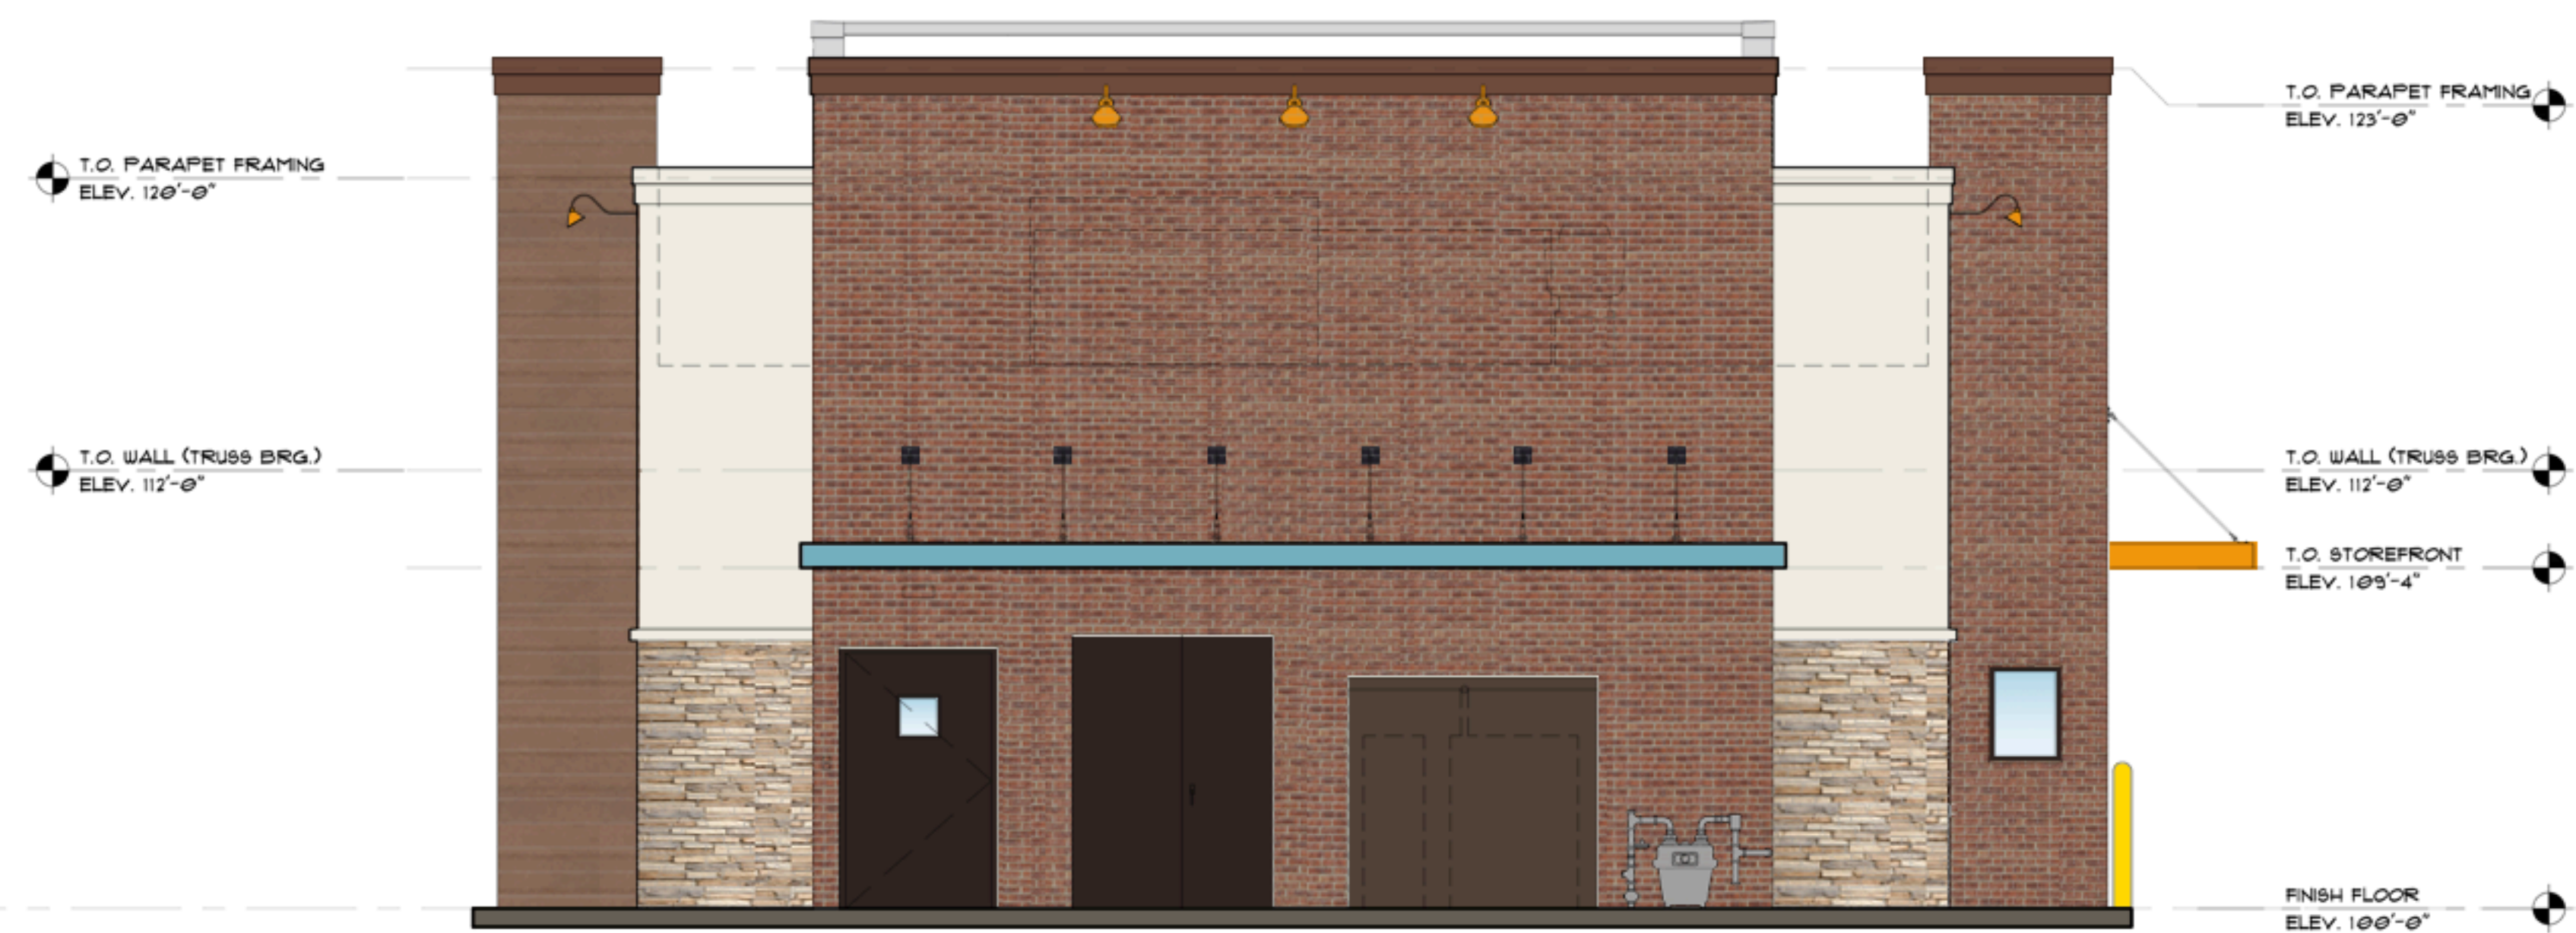 T.O. PARAPET FRAMING
ELEV. 120'-0"
T.O. WALL (TRUSS BRG.)
ELEV. 112'-0"
T.O. PARAPET FRAMING
ELEV. 123'-0"
T.O. WALL (TRUSS BRG.)
ELEV. 112'-0"
T.O. STOREFRONT
ELEV. 109'-4"
FINISH FLOOR
ELEV. 100'-0"